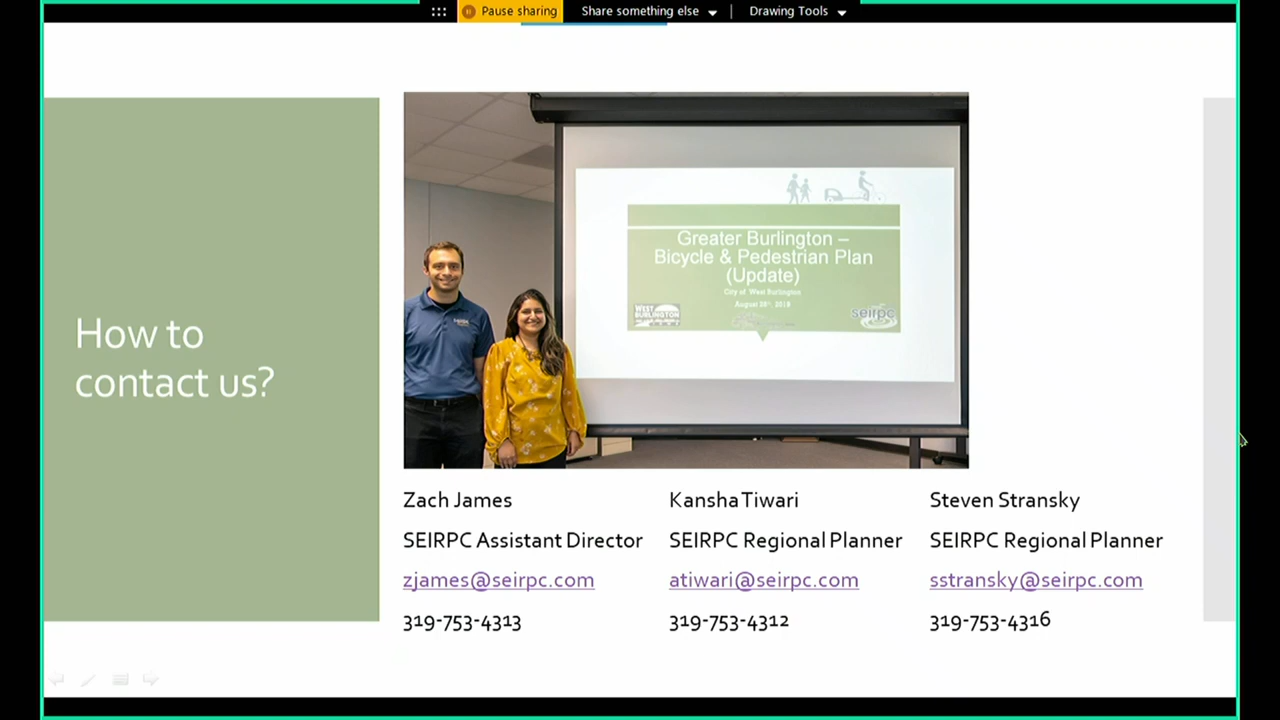 Pause sharing
Share something else
Drawing Tools
Greater Burlington –
Bicycle & Pedestrian Plan
(Update)
City of West Burlington
WEST
BURLINGTON
seirpc
How to
contact us?
Zach James
SEIRPC Assistant Director
zjames@seirpc.com
319-753-4313
Kansha Tiwari
SEIRPC Regional Planner
atiwari@seirpc.com
319-753-4312
Steven Stransky
SEIRPC Regional Planner
sstransky@seirpc.com
319-753-4316